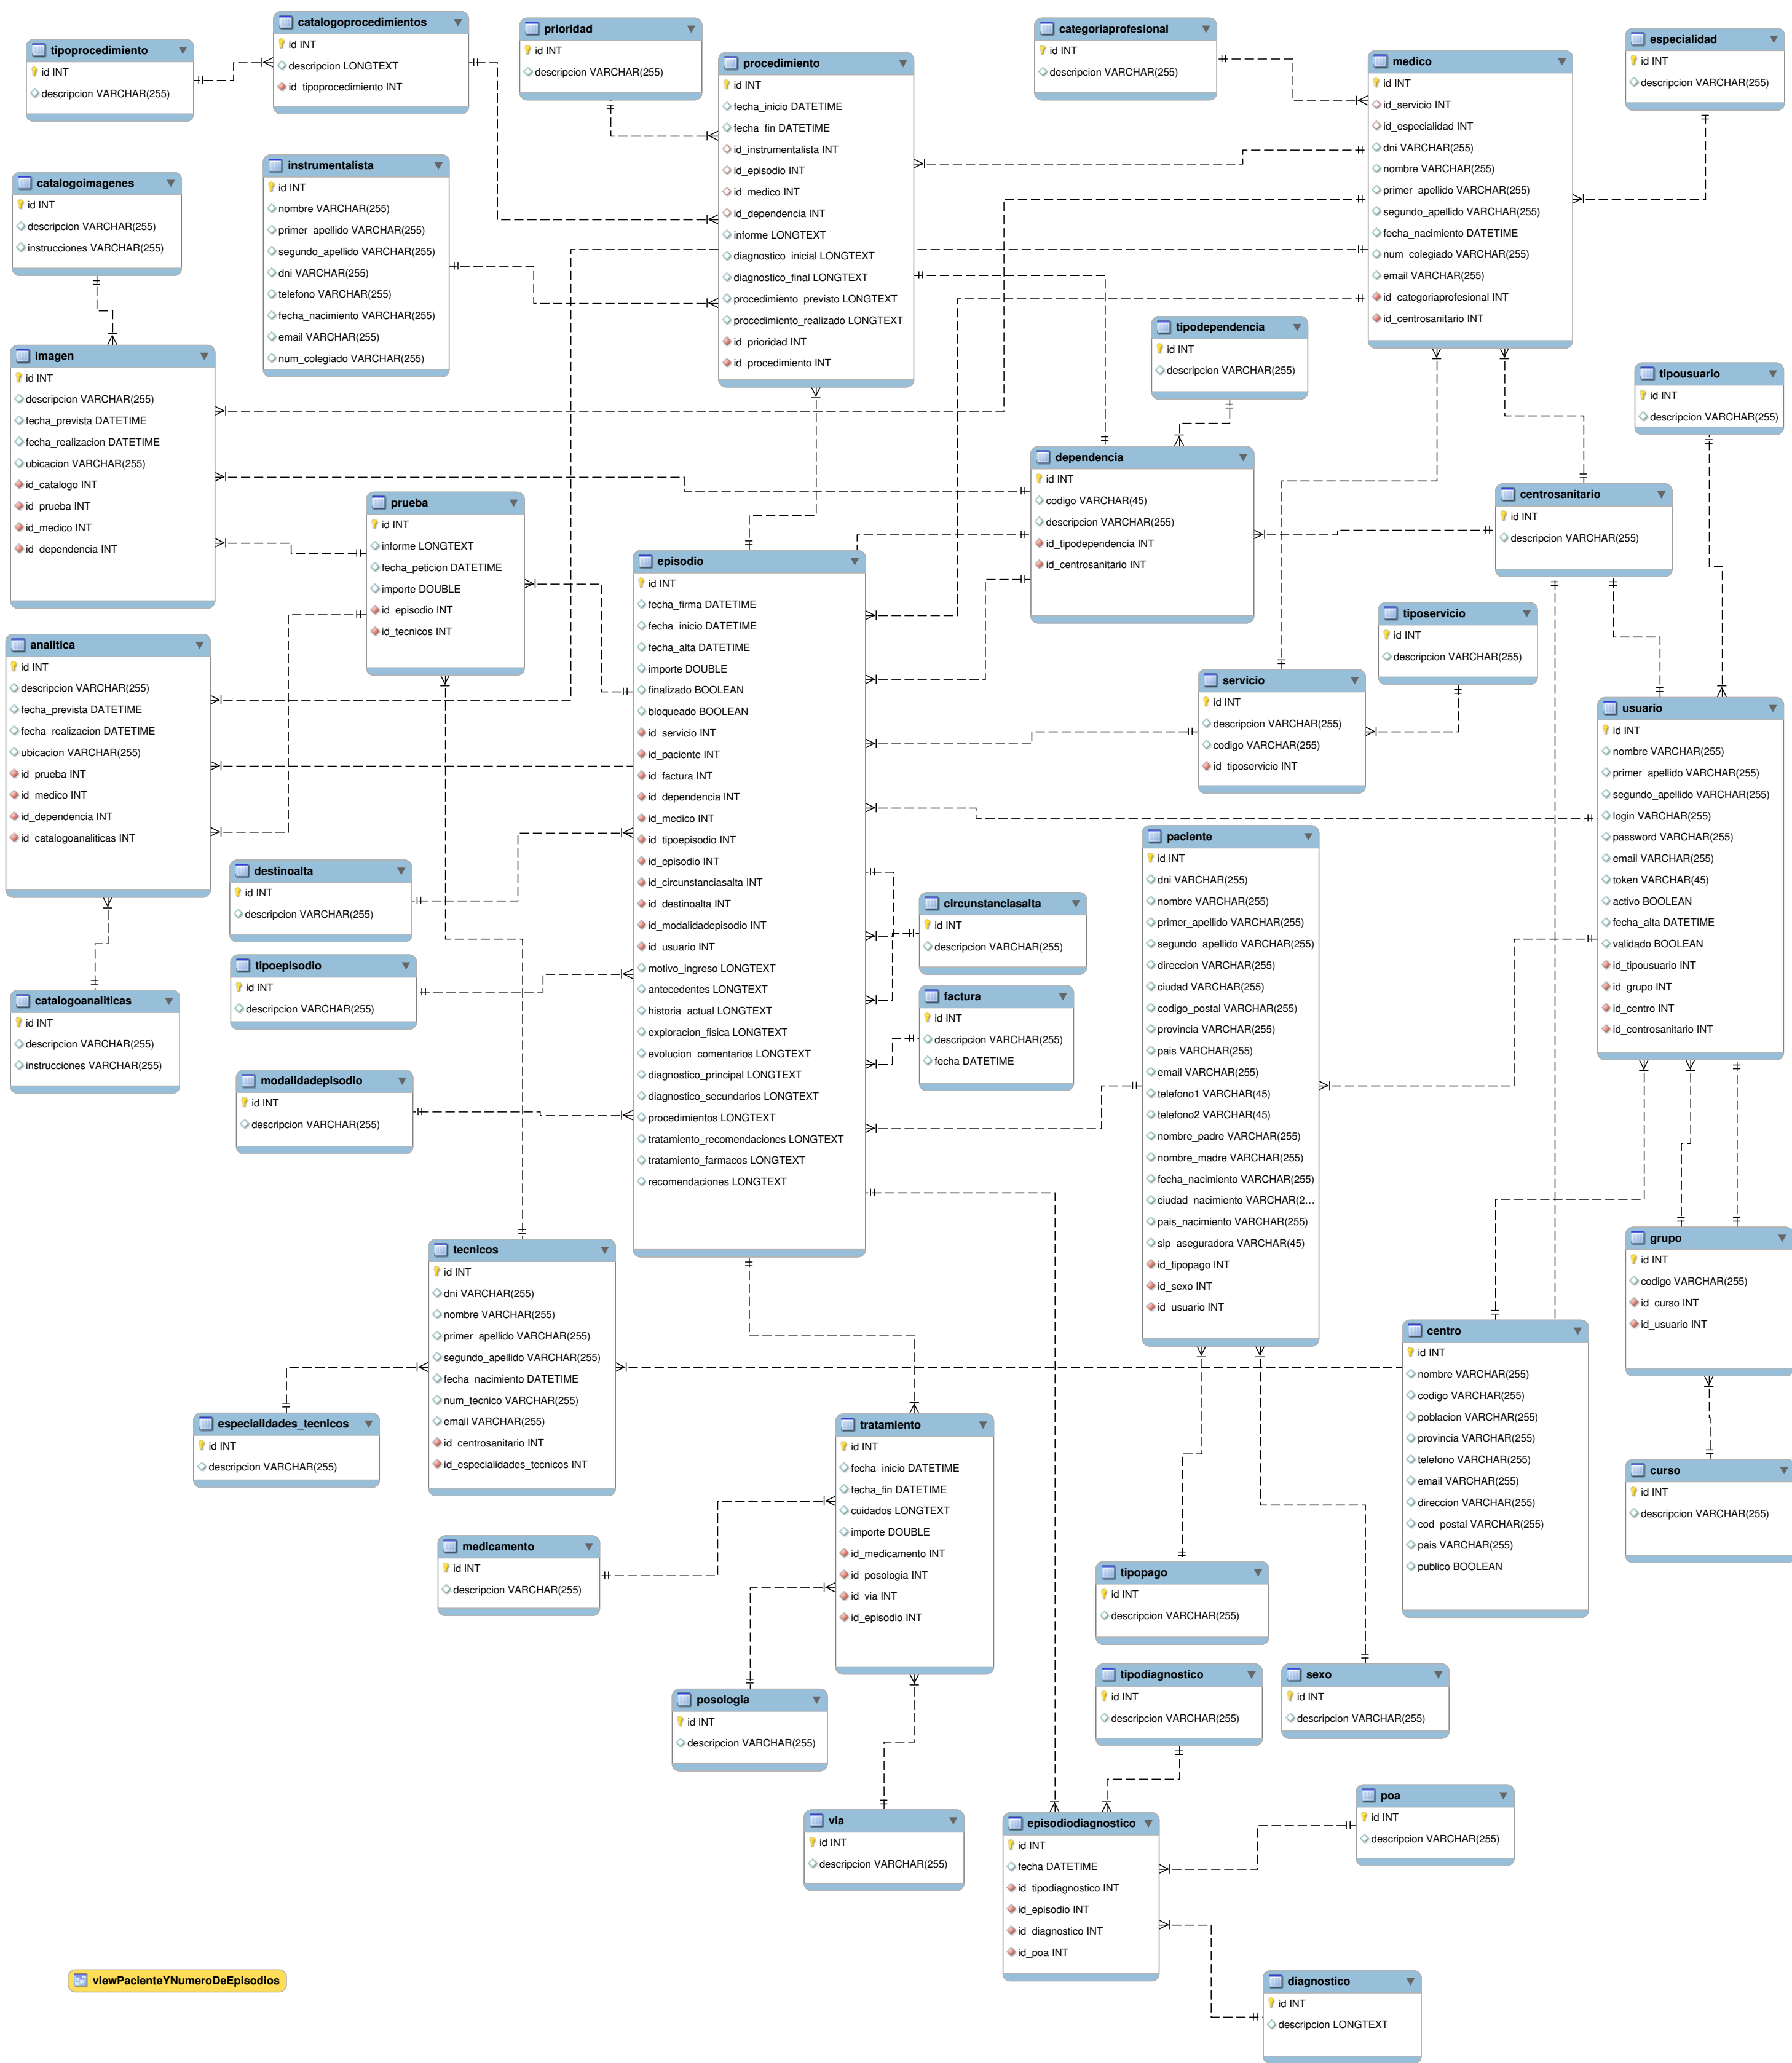 tipoprocedimiento
id INT
descripcion VARCHAR(255)
catalogoprocedimientos
id INT
descripcion LONGTEXT
id_tipoprocedimiento INT
prioridad
id INT
descripcion VARCHAR(255)
procedimiento
id INT
fecha_inicio DATETIME
fecha_fin DATETIME
id_instrumentalista INT
id_episodio INT
id_medico INT
id_dependencia INT
informe LONGTEXT
diagnostico_inicial LONGTEXT
diagnostico_final LONGTEXT
procedimiento_previsto LONGTEXT
procedimiento_realizado LONGTEXT
id_prioridad INT
id_procedimiento INT
categoriaprofesional
id INT
descripcion VARCHAR(255)
medico
id INT
id_servicio INT
id_especialidad INT
dni VARCHAR(255)
nombre VARCHAR(255)
primer_apellido VARCHAR(255)
segundo_apellido VARCHAR(255)
fecha_nacimiento DATETIME
num_colegiado VARCHAR(255)
email VARCHAR(255)
id_categoriaprofesional INT
id_centrosanitario INT
especialidad
id INT
descripcion VARCHAR(255)
catalogoimagenes
id INT
descripcion VARCHAR(255)
instrucciones VARCHAR(255)
instrumentalista
id INT
nombre VARCHAR(255)
primer_apellido VARCHAR(255)
segundo_apellido VARCHAR(255)
dni VARCHAR(255)
telefono VARCHAR(255)
fecha_nacimiento VARCHAR(255)
email VARCHAR(255)
num_colegiado VARCHAR(255)
imagen
id INT
descripcion VARCHAR(255)
fecha_prevista DATETIME
fecha_realizacion DATETIME
ubicacion VARCHAR(255)
id_catalogo INT
id_prueba INT
id_medico INT
id_dependencia INT
tipodependencia
id INT
descripcion VARCHAR(255)
tipousuario
id INT
descripcion VARCHAR(255)
prueba
id INT
informe LONGTEXT
fecha_peticion DATETIME
importe DOUBLE
id_episodio INT
id_tecnicos INT
dependencia
id INT
codigo VARCHAR(45)
descripcion VARCHAR(255)
id_tipodependencia INT
id_centrosanitario INT
centrosanitario
id INT
descripcion VARCHAR(255)
episodio
id INT
fecha_firma DATETIME
fecha_inicio DATETIME
fecha_alta DATETIME
importe DOUBLE
finalizado BOOLEAN
bloqueado BOOLEAN
id_servicio INT
id_paciente INT
id_factura INT
id_dependencia INT
id_medico INT
id_tipoepisodio INT
id_episodio INT
id_circunstanciasalta INT
id_destinoalta INT
id_modalidadepisodio INT
id_usuario INT
motivo_ingreso LONGTEXT
antecedentes LONGTEXT
historia_actual LONGTEXT
exploracion_fisica LONGTEXT
evolucion_comentarios LONGTEXT
diagnostico_principal LONGTEXT
diagnostico_secundarios LONGTEXT
procedimientos LONGTEXT
tratamiento_recomendaciones LONGTEXT
tratamiento_farmacos LONGTEXT
recomendaciones LONGTEXT
tiposervicio
id INT
descripcion VARCHAR(255)
analitica
id INT
descripcion VARCHAR(255)
fecha_prevista DATETIME
fecha_realizacion DATETIME
ubicacion VARCHAR(255)
id_prueba INT
id_medico INT
id_dependencia INT
id_catalogoanaliticas INT
servicio
id INT
descripcion VARCHAR(255)
codigo VARCHAR(255)
id_tiposervicio INT
usuario
id INT
nombre VARCHAR(255)
primer_apellido VARCHAR(255)
segundo_apellido VARCHAR(255)
login VARCHAR(255)
password VARCHAR(255)
email VARCHAR(255)
token VARCHAR(45)
activo BOOLEAN
fecha_alta DATETIME
validado BOOLEAN
id_tipousuario INT
id_grupo INT
id_centro INT
id_centrosanitario INT
paciente
id INT
dni VARCHAR(255)
nombre VARCHAR(255)
primer_apellido VARCHAR(255)
segundo_apellido VARCHAR(255)
direccion VARCHAR(255)
ciudad VARCHAR(255)
codigo_postal VARCHAR(255)
provincia VARCHAR(255)
pais VARCHAR(255)
email VARCHAR(255)
telefono1 VARCHAR(45)
telefono2 VARCHAR(45)
nombre_padre VARCHAR(255)
nombre_madre VARCHAR(255)
fecha_nacimiento VARCHAR(255)
ciudad_nacimiento VARCHAR(2...
pais_nacimiento VARCHAR(255)
sip_aseguradora VARCHAR(45)
id_tipopago INT
id_sexo INT
id_usuario INT
destinoalta
id INT
descripcion VARCHAR(255)
circunstanciasalta
id INT
descripcion VARCHAR(255)
tipoepisodio
id INT
descripcion VARCHAR(255)
factura
id INT
descripcion VARCHAR(255)
fecha DATETIME
catalogoanaliticas
id INT
descripcion VARCHAR(255)
instrucciones VARCHAR(255)
modalidadepisodio
id INT
descripcion VARCHAR(255)
tecnicos
id INT
dni VARCHAR(255)
nombre VARCHAR(255)
primer_apellido VARCHAR(255)
segundo_apellido VARCHAR(255)
fecha_nacimiento DATETIME
num_tecnico VARCHAR(255)
email VARCHAR(255)
id_centrosanitario INT
id_especialidades_tecnicos INT
grupo
id INT
codigo VARCHAR(255)
id_curso INT
id_usuario INT
centro
id INT
nombre VARCHAR(255)
codigo VARCHAR(255)
poblacion VARCHAR(255)
provincia VARCHAR(255)
telefono VARCHAR(255)
email VARCHAR(255)
direccion VARCHAR(255)
cod_postal VARCHAR(255)
pais VARCHAR(255)
publico BOOLEAN
especialidades_tecnicos
id INT
descripcion VARCHAR(255)
tratamiento
id INT
fecha_inicio DATETIME
fecha_fin DATETIME
cuidados LONGTEXT
importe DOUBLE
id_medicamento INT
id_posologia INT
id_via INT
id_episodio INT
curso
id INT
descripcion VARCHAR(255)
medicamento
id INT
descripcion VARCHAR(255)
tipopago
id INT
descripcion VARCHAR(255)
tipodiagnostico
id INT
descripcion VARCHAR(255)
sexo
id INT
descripcion VARCHAR(255)
posologia
id INT
descripcion VARCHAR(255)
via
id INT
descripcion VARCHAR(255)
episodiodiagnostico
id INT
fecha DATETIME
id_tipodiagnostico INT
id_episodio INT
id_diagnostico INT
id_poa INT
poa
id INT
descripcion VARCHAR(255)
viewPacienteYNumeroDeEpisodios
diagnostico
id INT
descripcion LONGTEXT